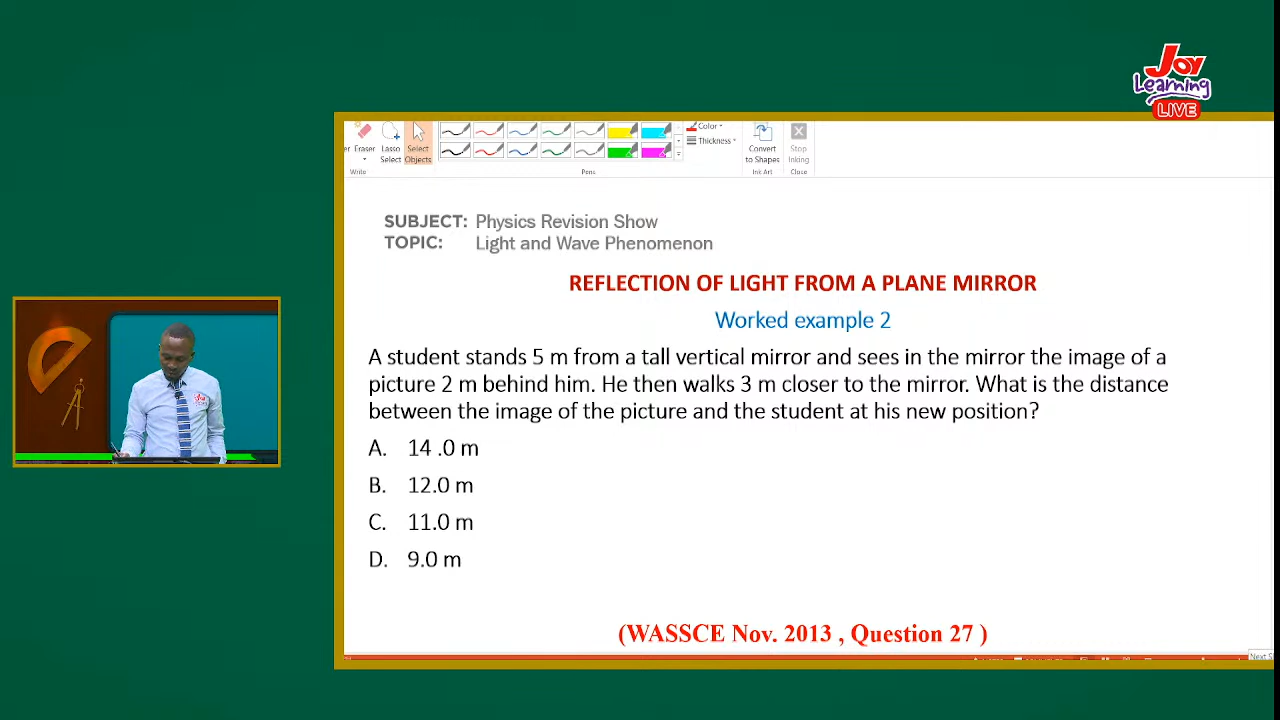 Joy
Learning
LIVE
Eraser
Lasso
Select
Select
Objects
Color
Thickness
Convert
to Shapes
Stop
Inking
Write
Pens
Ink Art
Close
SUBJECT: Physics Revision Show
TOPIC: Light and Wave Phenomenon
REFLECTION OF LIGHT FROM A PLANE MIRROR
Worked example 2
A student stands 5 m from a tall vertical mirror and sees in the mirror the image of a
picture 2 m behind him. He then walks 3 m closer to the mirror. What is the distance
between the image of the picture and the student at his new position?
A. 14 .0 m
B. 12.0 m
C. 11.0 m
D. 9.0 m
(WASSCE Nov. 2013 , Question 27 )
Next S